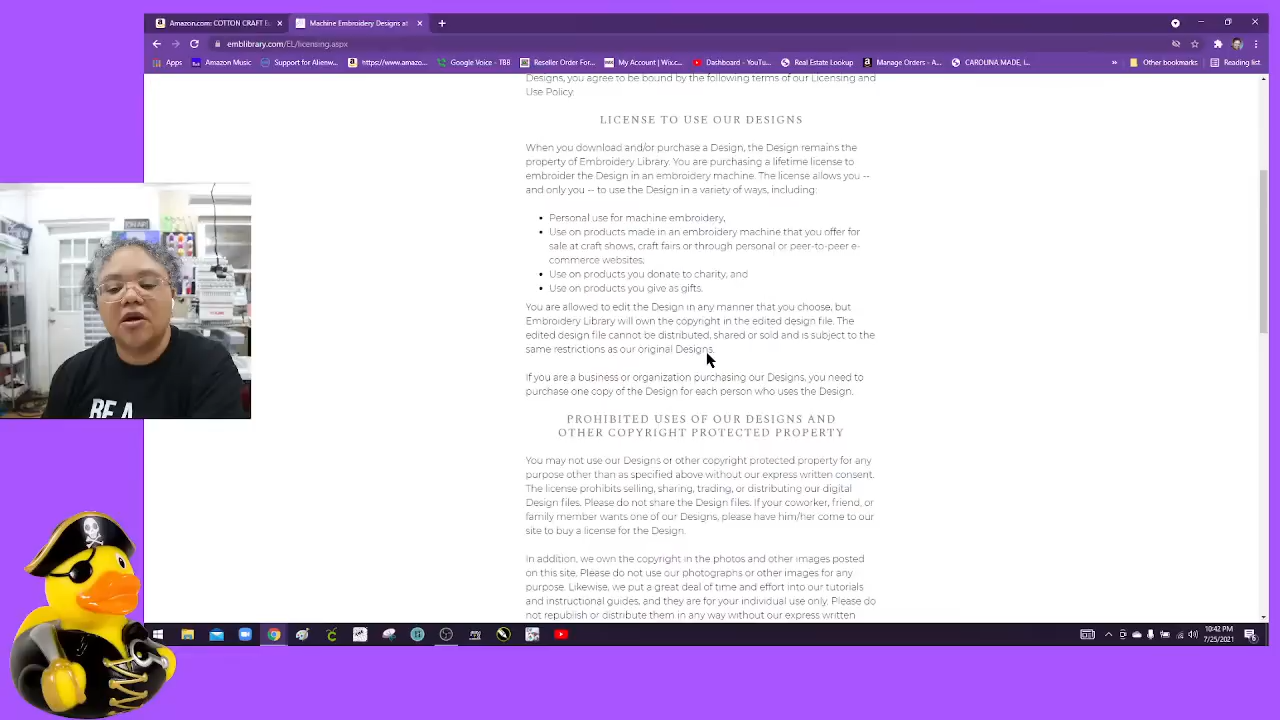 Amazon.com: COTTON CRAFT
Machine Embroidery Designs at
emblibrary.com/EL/licensing.aspx
Apps
Amazon Music
Support for Alienw...
https://www.amazo...
Google Voice - TBB
Reseller Order For...
My Account | Wix.c...
Dashboard - YouTu...
Real Estate Lookup
Manage Orders - A...
CAROLINA MADE, I...
Other bookmarks
Reading list
Designs, you agree to be bound by the following terms of our Licensing and
Use Policy.
LICENSE TO USE OUR DESIGNS
When you download and/or purchase a Design, the Design remains the
property of Embroidery Library. You are purchasing a lifetime license to
embroider the Design in an embroidery machine. The license allows you --
and only you -- to use the Design in a variety of ways, including:
• Personal use for machine embroidery,
• Use on products made in an embroidery machine that you offer for
sale at craft shows, craft fairs or through personal or peer-to-peer e-
commerce websites,
• Use on products you donate to charity, and
• Use on products you give as gifts.
You are allowed to edit the Design in any manner that you choose, but
Embroidery Library will own the copyright in the edited design file. The
edited design file cannot be distributed, shared or sold and is subject to the
same restrictions as our original Designs.
If you are a business or organization purchasing our Designs, you need to
purchase one copy of the Design for each person who uses the Design.
PROHIBITED USES OF OUR DESIGNS AND
OTHER COPYRIGHT PROTECTED PROPERTY
You may not use our Designs or other copyright protected property for any
purpose other than as specified above without our express written consent.
The license prohibits selling, sharing, trading, or distributing our digital
Design files. Please do not share the Design files. If your coworker, friend, or
family member wants one of our Designs, please have him/her come to our
site to buy a license for the Design.
In addition, we own the copyright in the photos and other images posted
on this site. Please do not use our photographs or other images for any
purpose. Likewise, we put a great deal of time and effort into our tutorials
and instructional guides, and they are for your individual use only. Please do
not republish or distribute them in any way without our express written
BE A
10:42 PM
7/25/2021